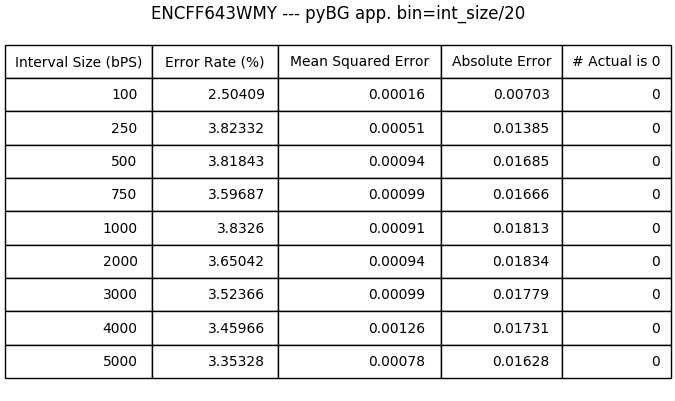 ENCFF643WMY --- pyBG app. bin=int_size/20
Interval Size (bPS) Error Rate (%) Mean Squared Error Absolute Error # Actual is 0
100 2.50409 0.00016 0.00703 0
250 3.82332 0.00051 0.01385 0
500 3.81843 0.00094 0.01685 0
750 3.59687 0.00099 0.01666 0
1000 3.8326 0.00091 0.01813 0
2000 3.65042 0.00094 0.01834 0
3000 3.52366 0.00099 0.01779 0
4000 3.45966 0.00126 0.01731 0
5000 3.35328 0.00078 0.01628 0